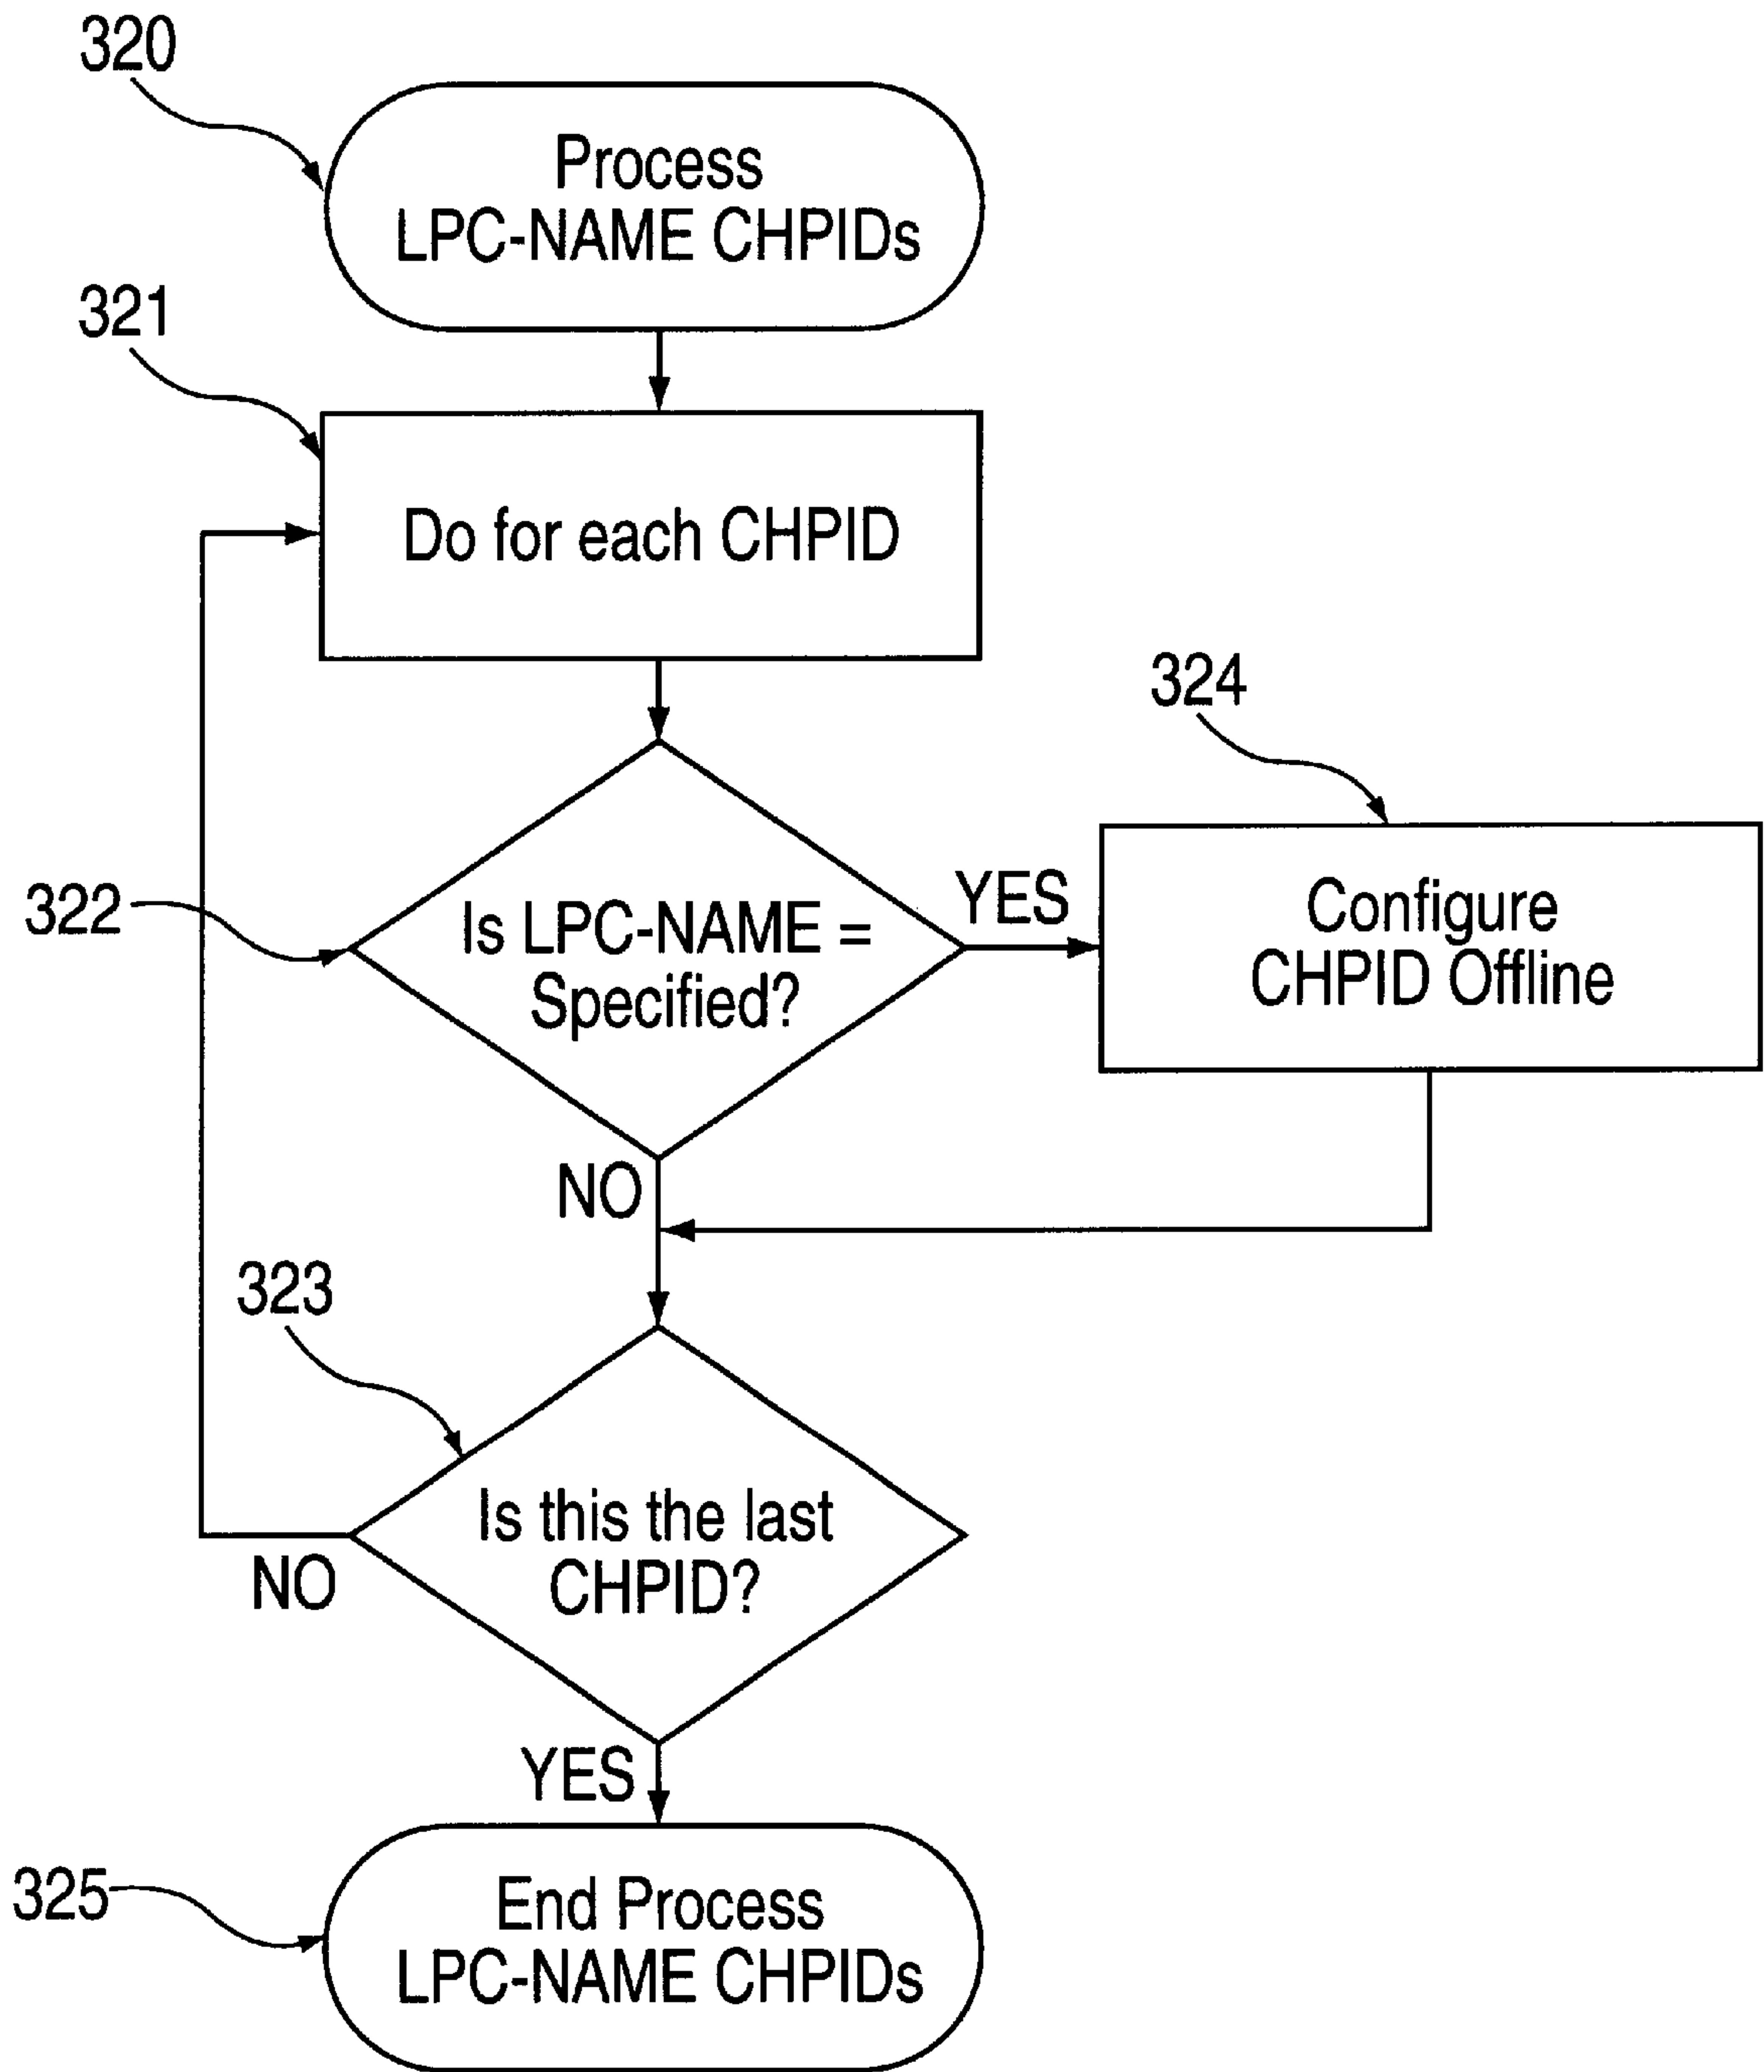 320
Process
LPC-NAME CHPIDs
321
Do for each CHPID
324
322
Is LPC-NAME =
Specified?
YES
Configure
CHPID Offline
NO
323
Is this the last
CHPID?
NO
YES
325
End Process
LPC-NAME CHPIDs